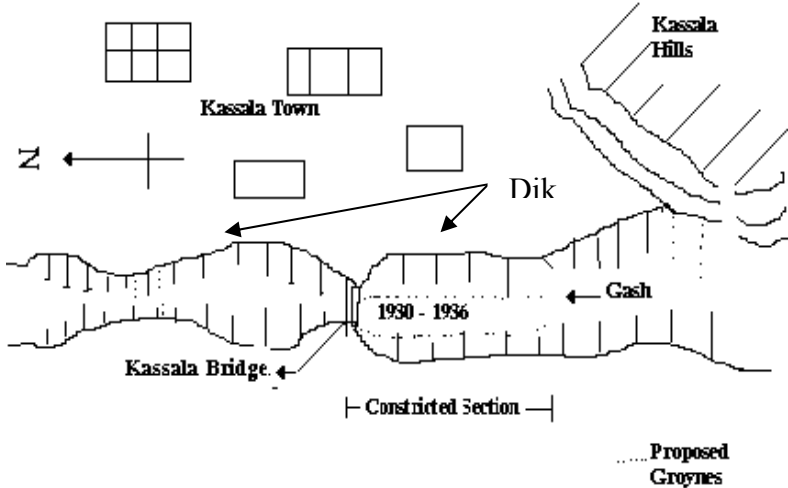 Kassala
Hills
Kassala Town
N
Dik
Gash
1930 - 1936
Kassala Bridge.
Constricted Section
Proposed
Groynes